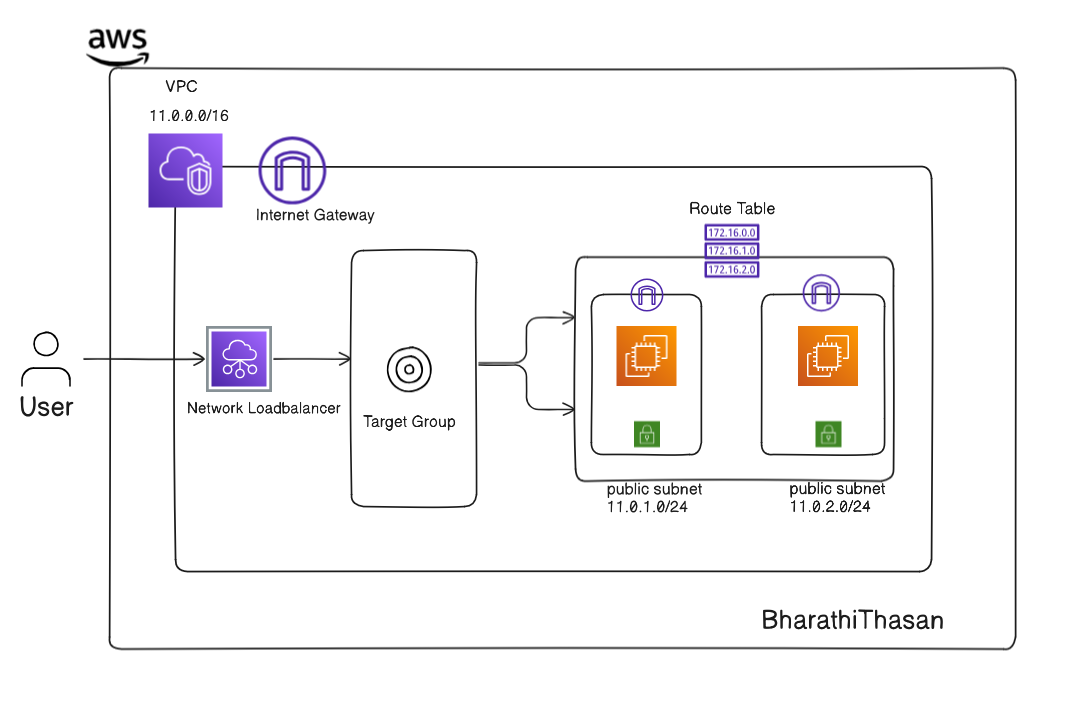 aws
VPC
11.0.0.0/16
Internet Gateway
Route Table
172.16.0.0
172.16.1.0
172.16.2.0
User
Network Loadbalancer
Target Group
public subnet
11.0.1.0/24
public subnet
11.0.2.0/24
BharathiThasan